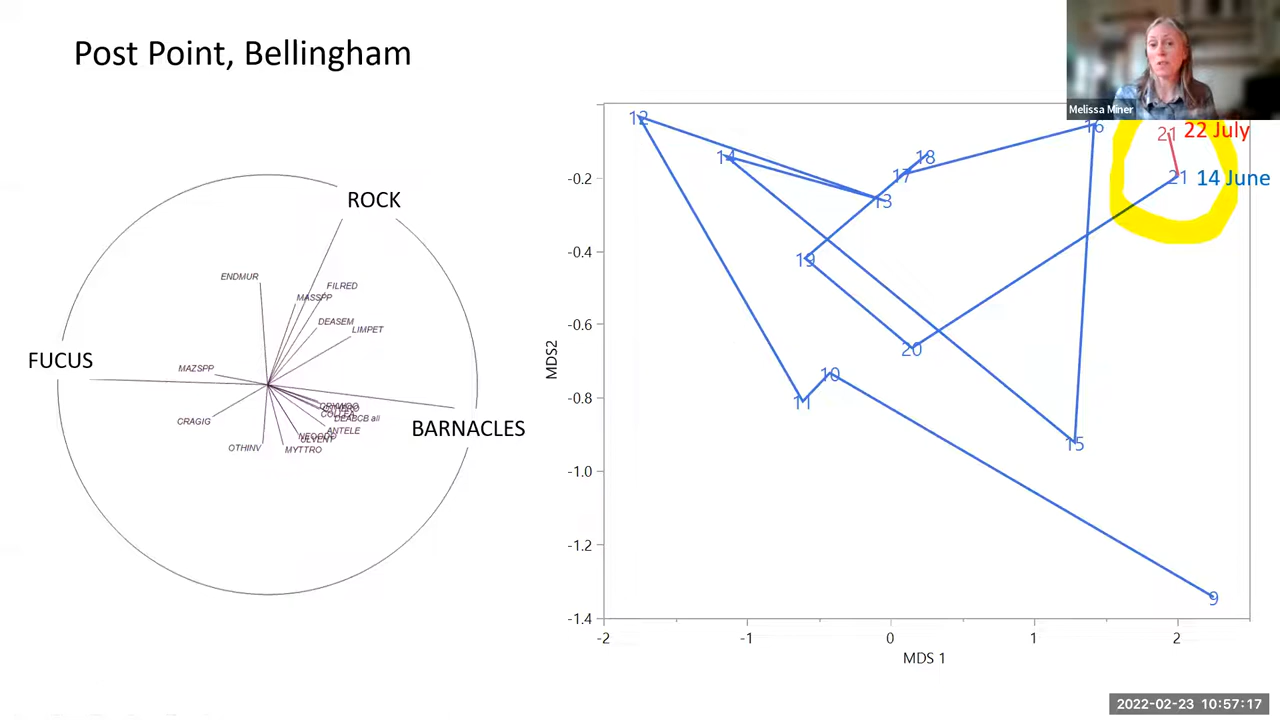 Post Point, Bellingham
Melissa Miner
ROCK
ENDMUR
FILRED
MASSPP
DEASEM
LIMPET
FUCUS
MAZSPP
CRAGIG
DEABCB all
BARNACLES
ANTELE
OTHINV
MYTTRO
MDS2
-0.2
-0.4
-0.6
-0.8
-1.0
-1.2
-1.4
12
16
21 22 July
14
18
17
21 14 June
13
19
20
10
11
15
9
-2
-1
0
1
2
MDS 1
2022-02-23 10:57:17